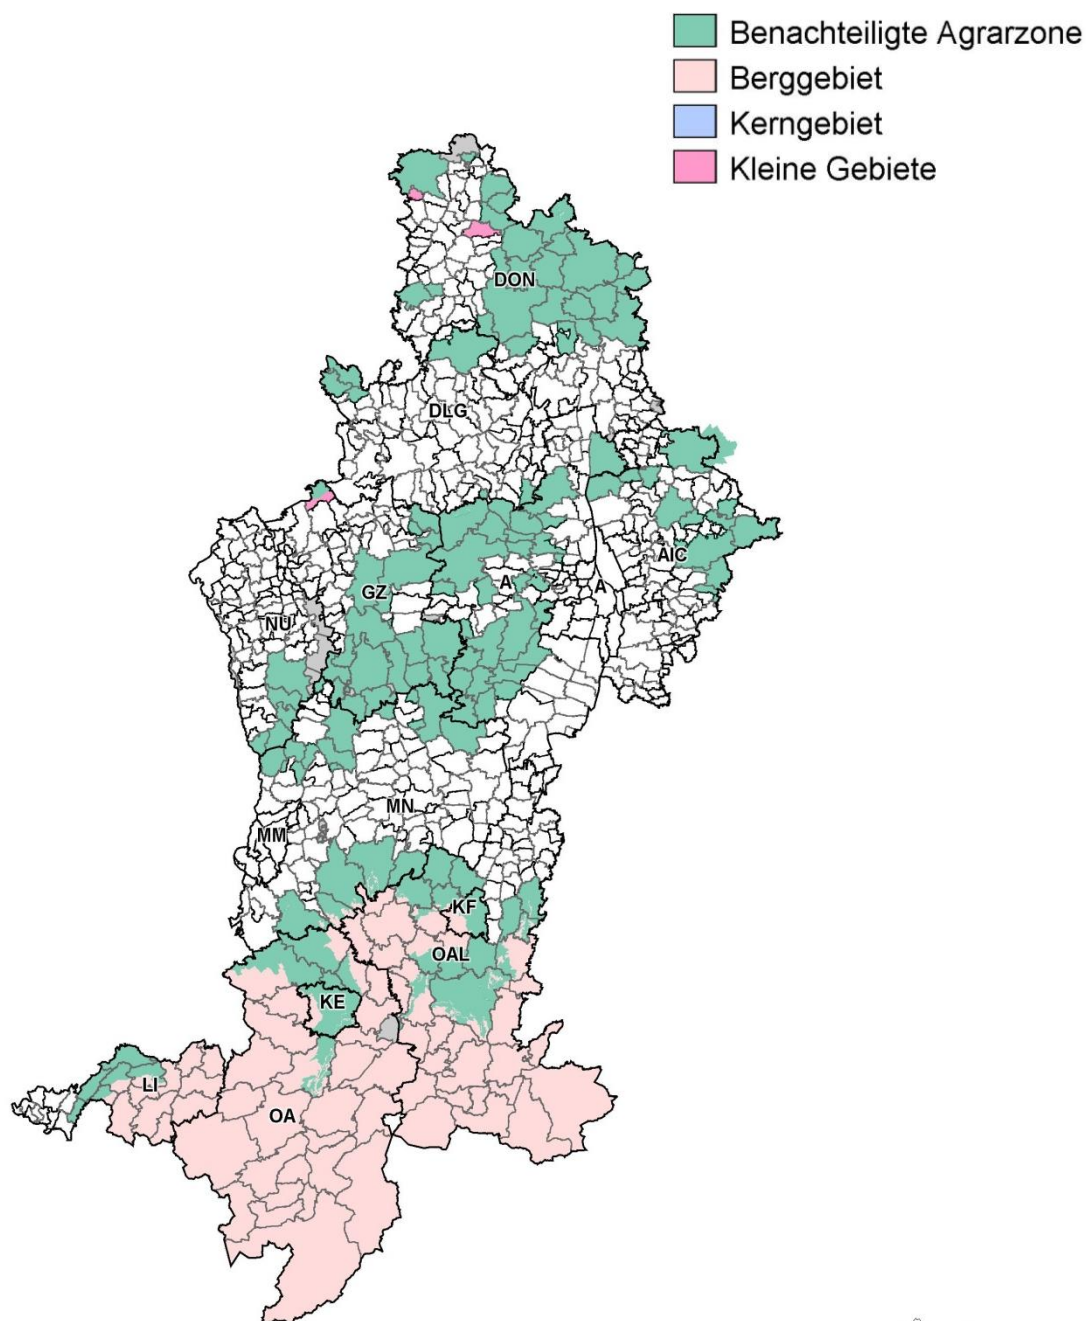 Benachteiligte Agrarzone
Berggebiet
Kerngebiet
Kleine Gebiete
DON
DLG
AIC
A
A
GZ
NU
MN
MM
KF
OAL
KE
LI
OA